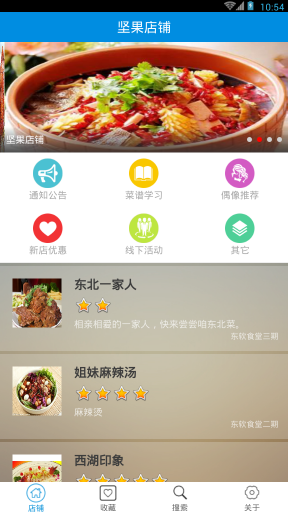 10:54
坚果店铺
坚果店铺
通知公告 菜谱学习 偶像推荐
新店优惠 线下活动 其它
东北一家人
相亲相爱的一家人，快来尝尝咱东北菜。
东软食堂三期
姐妹麻辣汤
麻辣烫
东软食堂二期
西湖印象
店铺 收藏 搜索 关于